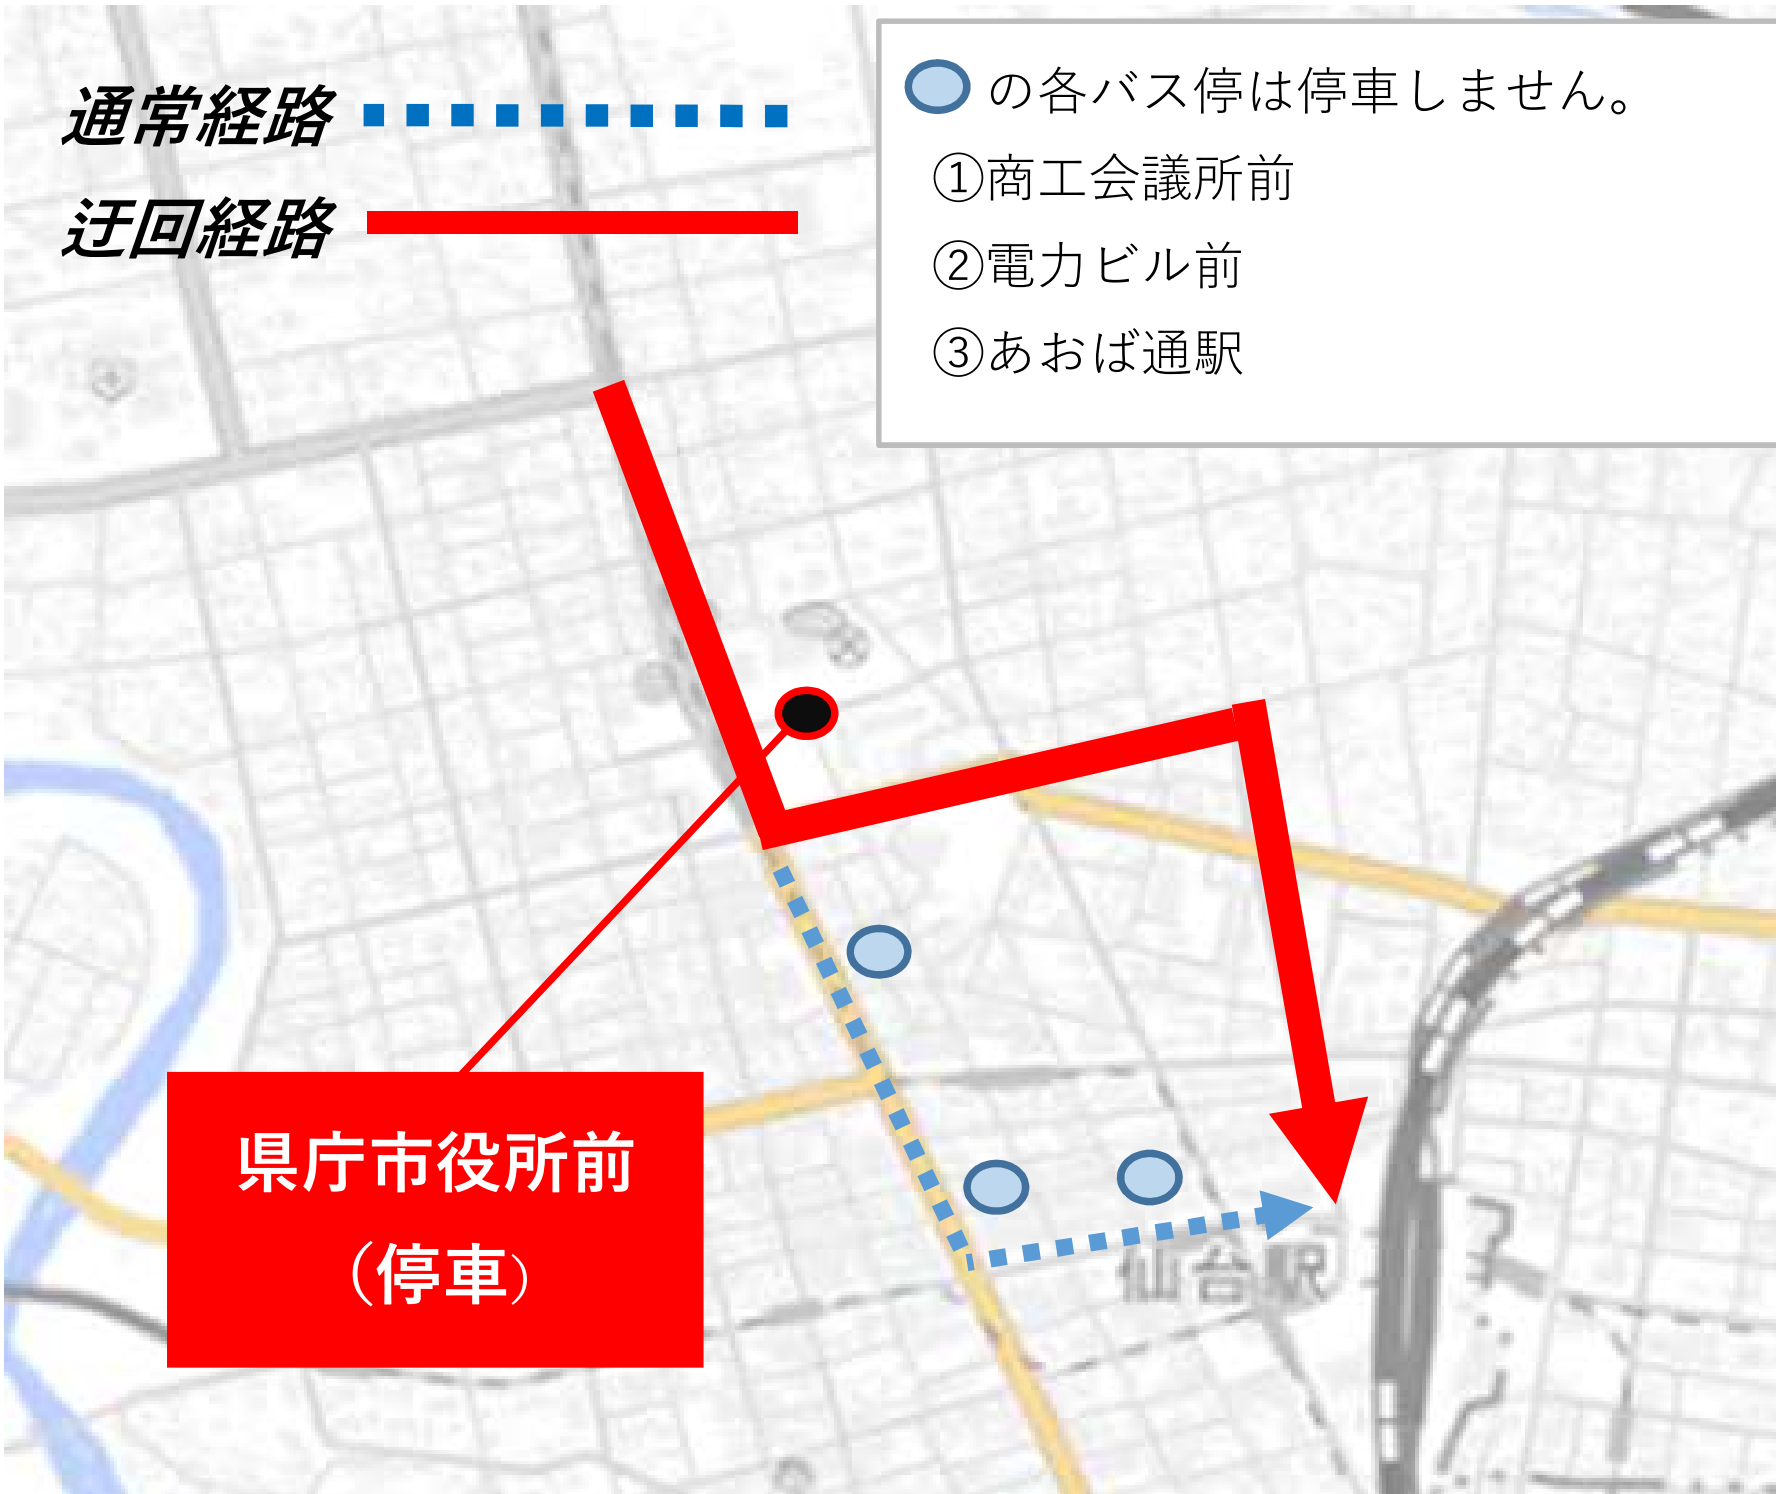 通常経路
迂回経路
の各バス停は停車しません。
①商工会議所前
②電力ビル前
③あおば通駅
県庁市役所前
（停車）
仙台駅